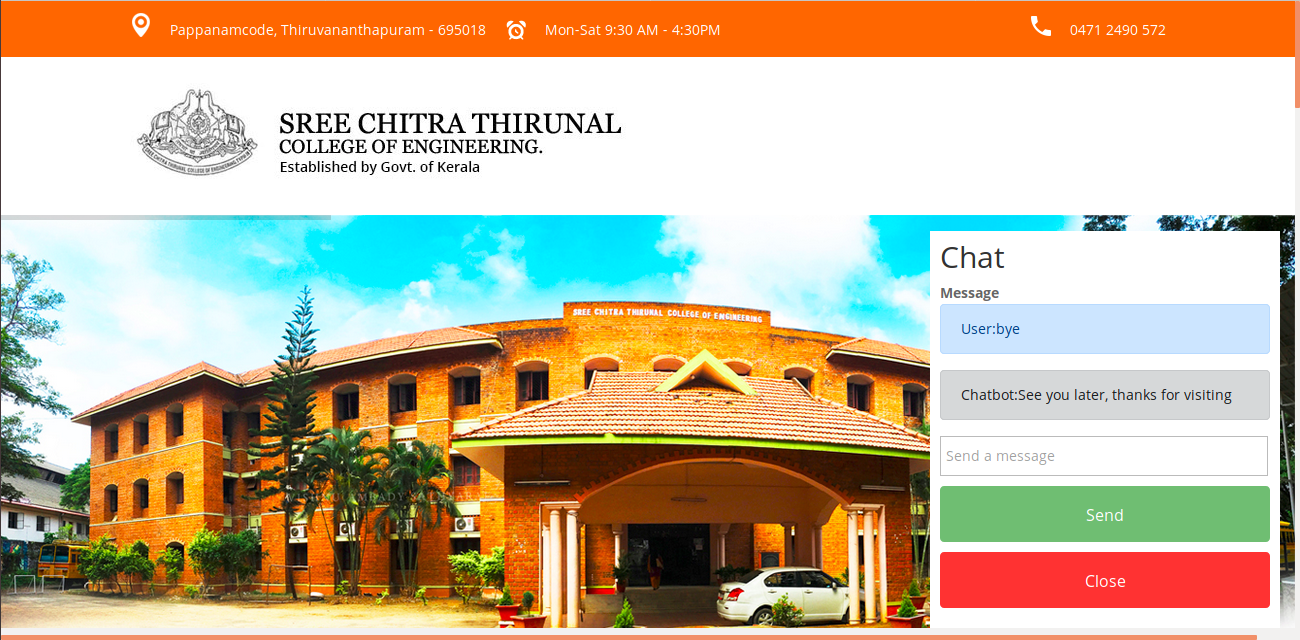 Pappanamcode, Thiruvananthapuram - 695018
Mon-Sat 9:30 AM - 4:30PM
0471 2490 572
SREE CHITRA THIRUNAL
COLLEGE OF ENGINEERING.
Established by Govt. of Kerala
SREE CHITRA THIRUNAL COLLEGE OF ENGINEERING
Chat
Message
User:bye
Chatbot:See you later, thanks for visiting
Send a message
Send
Close